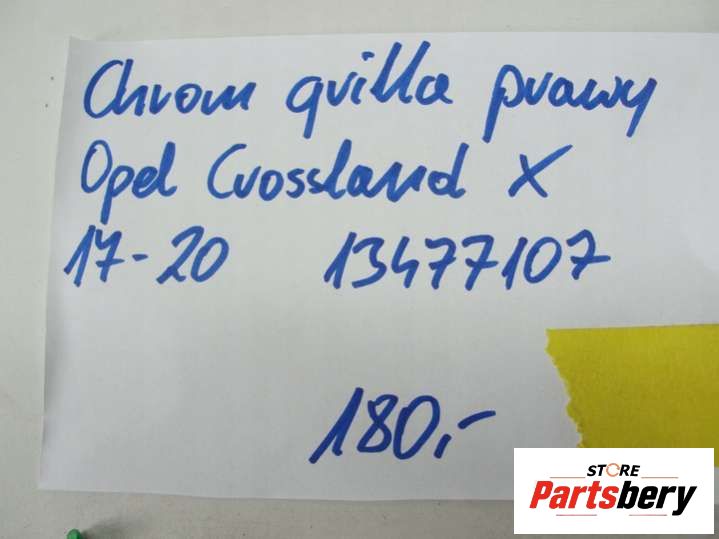 Chrom grilla prawy
Opel Crossland X
17-20 13477107
180,-
STORE
Partsbery